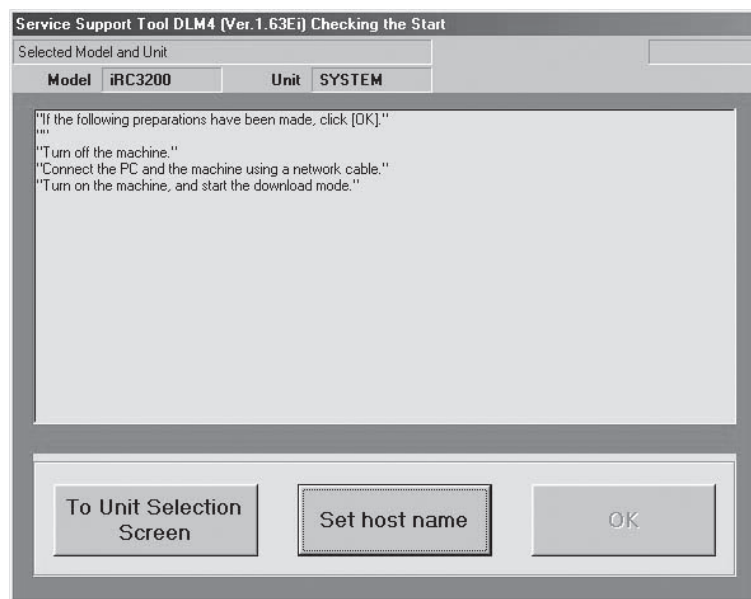 Service Support Tool DLM4 (Ver.1.63Ei) Checking the Start
Selected Model and Unit
Model iRC3200 Unit SYSTEM
"If the following preparations have been made, click [OK]."
""
"Turn off the machine."
"Connect the PC and the machine using a network cable."
"Turn on the machine, and start the download mode."
To Unit Selection
Screen
Set host name
OK